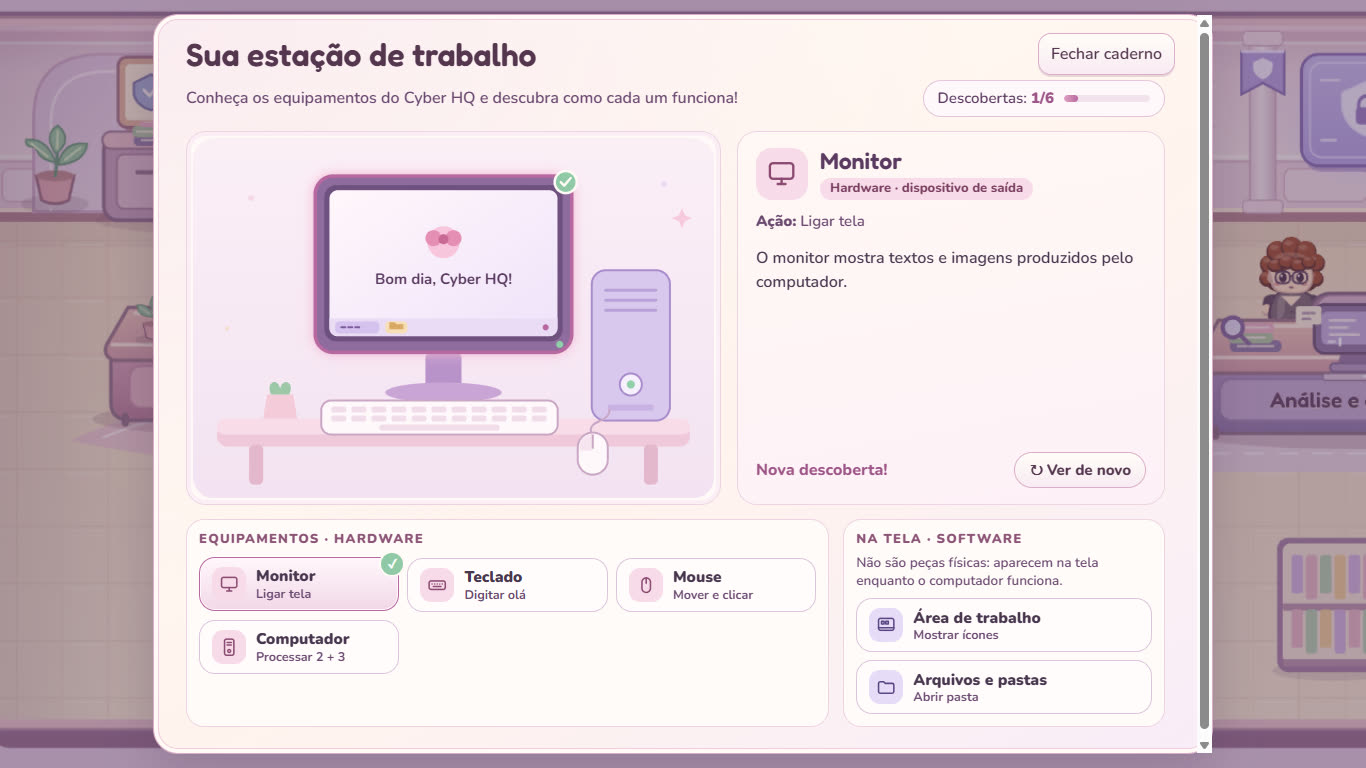 Sua estação de trabalho
Fechar caderno
Conheça os equipamentos do Cyber HQ e descubra como cada um funciona!
Descobertas: 1/6
Bom dia, Cyber HQ!
Monitor
Hardware · dispositivo de saída
Ação: Ligar tela
O monitor mostra textos e imagens produzidos pelo
computador.
Nova descoberta!
↻ Ver de novo
EQUIPAMENTOS · HARDWARE
Monitor
Ligar tela
Teclado
Digitar olá
Mouse
Mover e clicar
Computador
Processar 2 + 3
NA TELA · SOFTWARE
Não são peças físicas: aparecem na tela
enquanto o computador funciona.
Área de trabalho
Mostrar ícones
Arquivos e pastas
Abrir pasta
Análise e